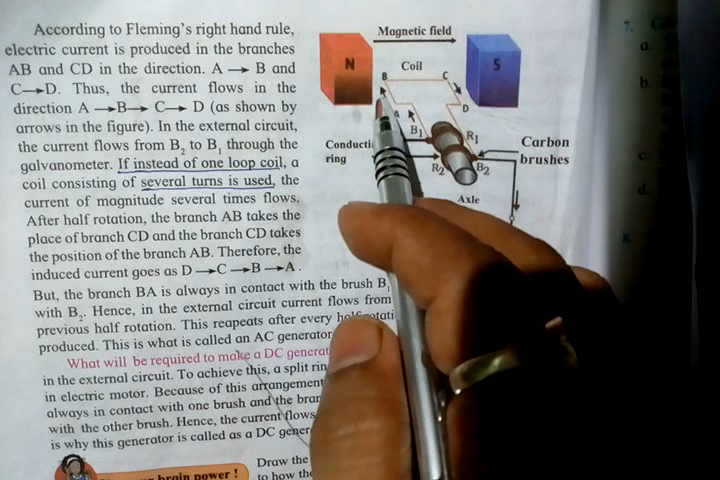 According to Fleming's right hand rule,
electric current is produced in the branches
AB and CD in the direction. A → B and
C→D. Thus, the current flows in the
direction A →B→ C→ D (as shown by
arrows in the figure). In the external circuit,
the current flows from B2 to B1 through the
galvanometer. If instead of one loop coil, a
coil consisting of several turns is used, the
current of magnitude several times flows.
After half rotation, the branch AB takes the
place of branch CD and the branch CD takes
the position of the branch AB. Therefore, the
induced current goes as D →C →B →A.
But, the branch BA is always in contact with the brush B
with B2. Hence, in the external circuit current flows from
previous half rotation. This reapeats after every half
produced. This is what is called an AC generator
What will be required to make a DC
in the external circuit. To achieve this, a split
in electric motor. Because of this arrangement
always in contact with one brush and the
with the other brush. Hence, the current flows
is why this generator is called as a DC
brain power !
Draw the
to how the
Magnetic field
N
S
Coil
B
C
A
D
B1
R1
R2
B2
ring
Carbon
brushes
Axle
7.
a.
b.
c.
d.
8.